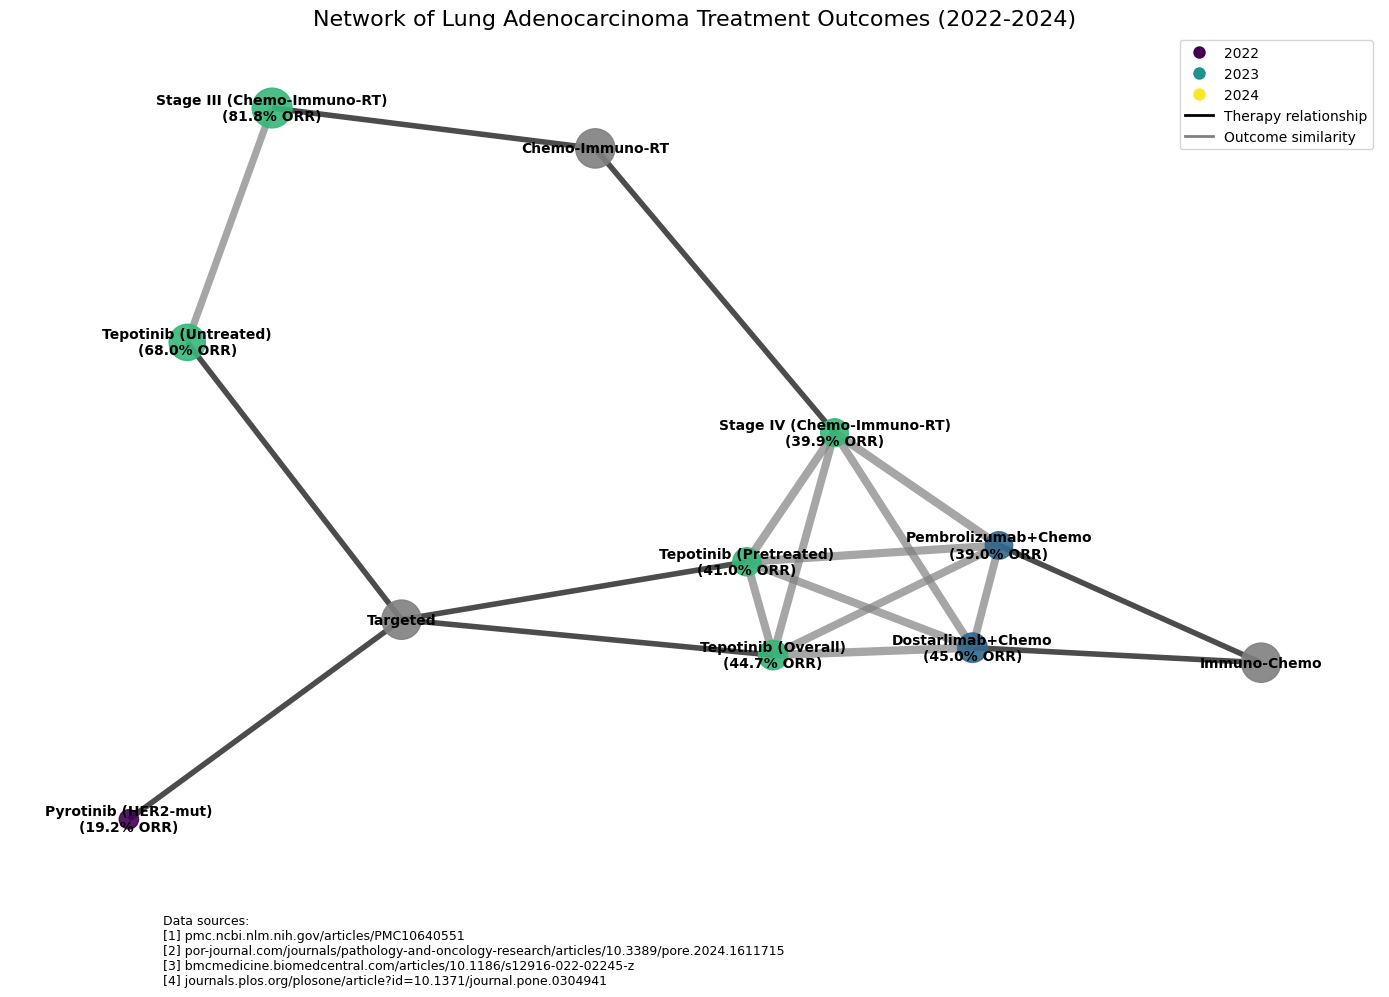 Network of Lung Adenocarcinoma Treatment Outcomes (2022-2024)
2022
2023
2024
Therapy relationship
Outcome similarity
Stage III (Chemo-Immuno-RT)
(81.8% ORR)
Chemo-Immuno-RT
Tepotinib (Untreated)
(68.0% ORR)
Stage IV (Chemo-Immuno-RT)
(39.9% ORR)
Pembrolizumab+Chemo
(39.0% ORR)
Tepotinib (Pretreated)
(41.0% ORR)
Targeted
Tepotinib (Overall)
(44.7% ORR)
Dostarlimab+Chemo
(45.0% ORR)
Immuno-Chemo
Pyrotinib (HER2-mut)
(19.2% ORR)
Data sources:
[1] pmc.ncbi.nlm.nih.gov/articles/PMC10640551
[2] por-journal.com/journals/pathology-and-oncology-research/articles/10.3389/pore.2024.1611715
[3] bmcmedicine.biomedcentral.com/articles/10.1186/s12916-022-02245-z
[4] journals.plos.org/plosone/article?id=10.1371/journal.pone.0304941